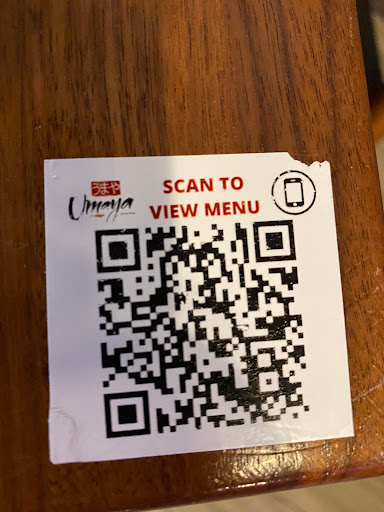 うまや
Umaya
SCAN TO
VIEW MENU